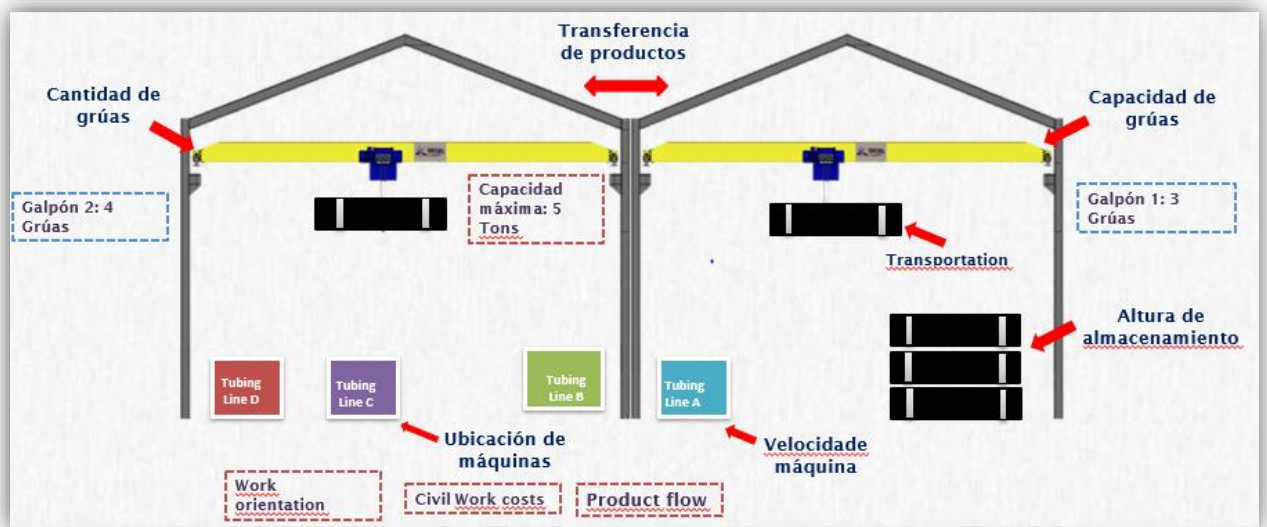 Transferencia
de productos
Cantidad de
grúas
Capacidad de
grúas
Galpón 2: 4
Grúas
Capacidad
máxima: 5
Tons
Galpón 1: 3
Grúas
Transportation
Altura de
almacenamiento
Tubing
Line D
Tubing
Line C
Tubing
Line B
Tubing
Line A
Ubicación de
máquinas
Velocidade
máquina
Work
orientation
Civil Work costs
Product flow